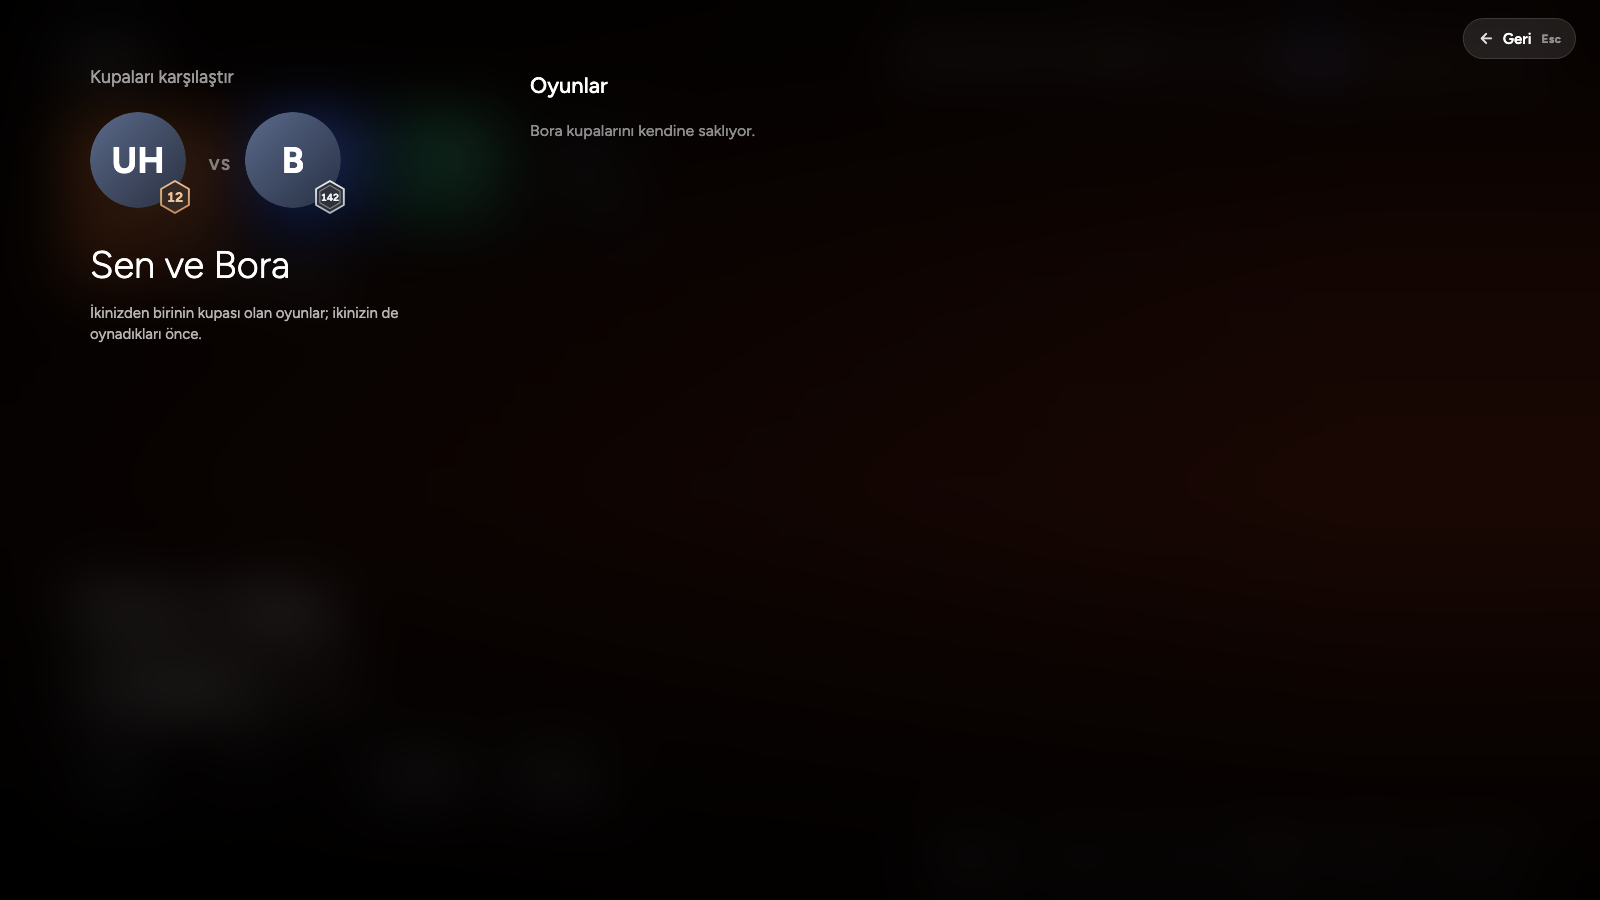 Geri Esc
Kupaları karşılaştır
UH
12
vs
B
142
Sen ve Bora
İkinizden birinin kupası olan oyunlar; ikinizin de
oynadıkları önce.
Oyunlar
Bora kupalarını kendine saklıyor.